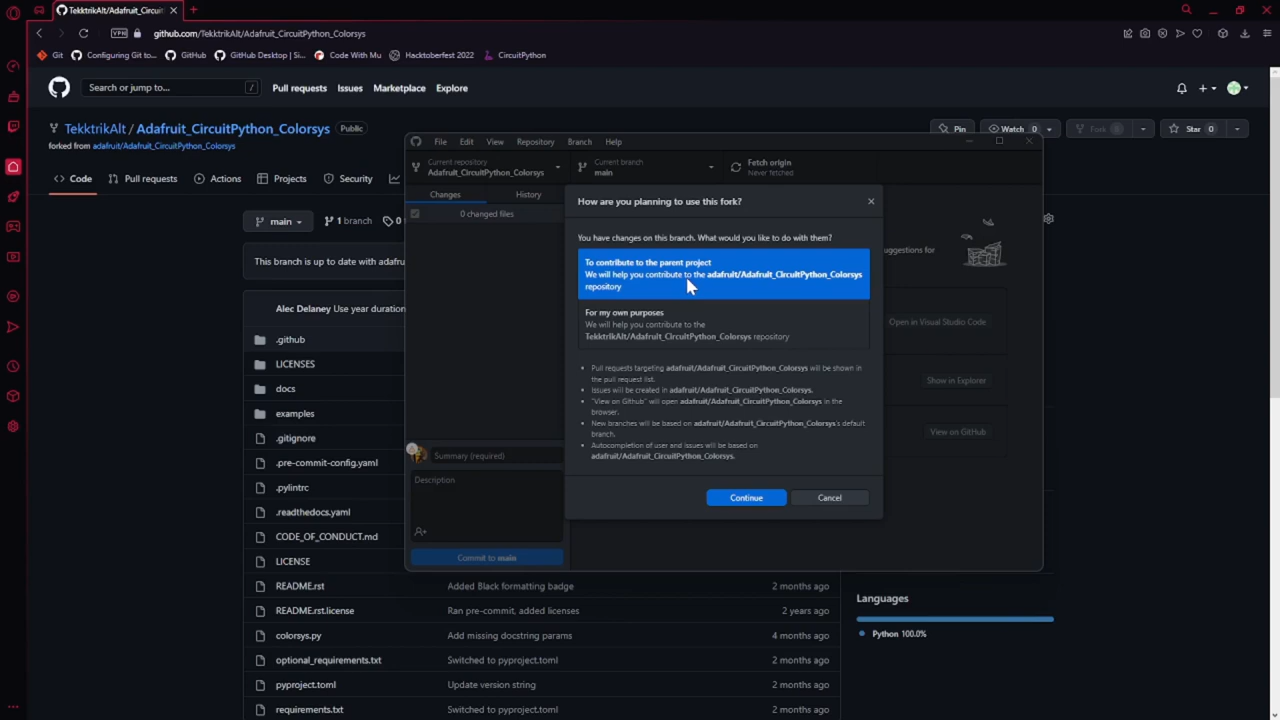 TekktrikAlt/Adafruit_Circuit
VPN
github.com/TekktrikAlt/Adafruit_CircuitPython_Colorsys
Git
Configuring Git to...
GitHub
GitHub Desktop | Si...
Code With Mu
Hacktoberfest 2022
CircuitPython
Search or jump to...
/
Pull requests
Issues
Marketplace
Explore
TekktrikAlt / Adafruit_CircuitPython_Colorsys
Public
Pin
Watch 0
Fork 5
Star 0
forked from adafruit/Adafruit_CircuitPython_Colorsys
Code
Pull requests
Actions
Projects
Security
File
Edit
View
Repository
Branch
Help
Current repository
Adafruit_CircuitPython_Colorsys
Current branch
main
Fetch origin
Never fetched
Changes
History
0 changed files
main
1 branch
0
This branch is up to date with adafru
Alec Delaney Use year duration
.github
LICENSES
docs
examples
.gitignore
.pre-commit-config.yaml
.pylintrc
.readthedocs.yaml
CODE_OF_CONDUCT.md
LICENSE
README.rst
Added Black formatting badge
2 months ago
README.rst.license
Ran pre-commit, added licenses
2 years ago
colorsys.py
Add missing docstring params
4 months ago
optional_requirements.txt
Switched to pyproject.toml
2 months ago
pyproject.toml
Update version string
2 months ago
requirements.txt
Switched to pyproject.toml
2 months ago
Summary (required)
Description
Commit to main
How are you planning to use this fork?
You have changes on this branch. What would you like to do with them?
To contribute to the parent project
We will help you contribute to the adafruit/Adafruit_CircuitPython_Colorsys
repository
For my own purposes
We will help you contribute to the
TekktrikAlt/Adafruit_CircuitPython_Colorsys repository
• Pull requests targeting adafruit/Adafruit_CircuitPython_Colorsys will be shown in
the pull request list.
• Issues will be created in adafruit/Adafruit_CircuitPython_Colorsys.
• "View on Github" will open adafruit/Adafruit_CircuitPython_Colorsys in the
browser.
• New branches will be based on adafruit/Adafruit_CircuitPython_Colorsys's default
branch.
• Autocompletion of user and issues will be based on
adafruit/Adafruit_CircuitPython_Colorsys.
Continue
Cancel
uggestions for
Open in Visual Studio Code
Show in Explorer
View on GitHub
Languages
Python 100.0%